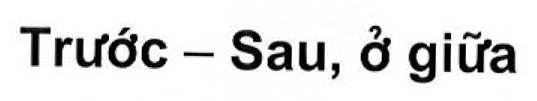 Trước – Sau, ở giữa